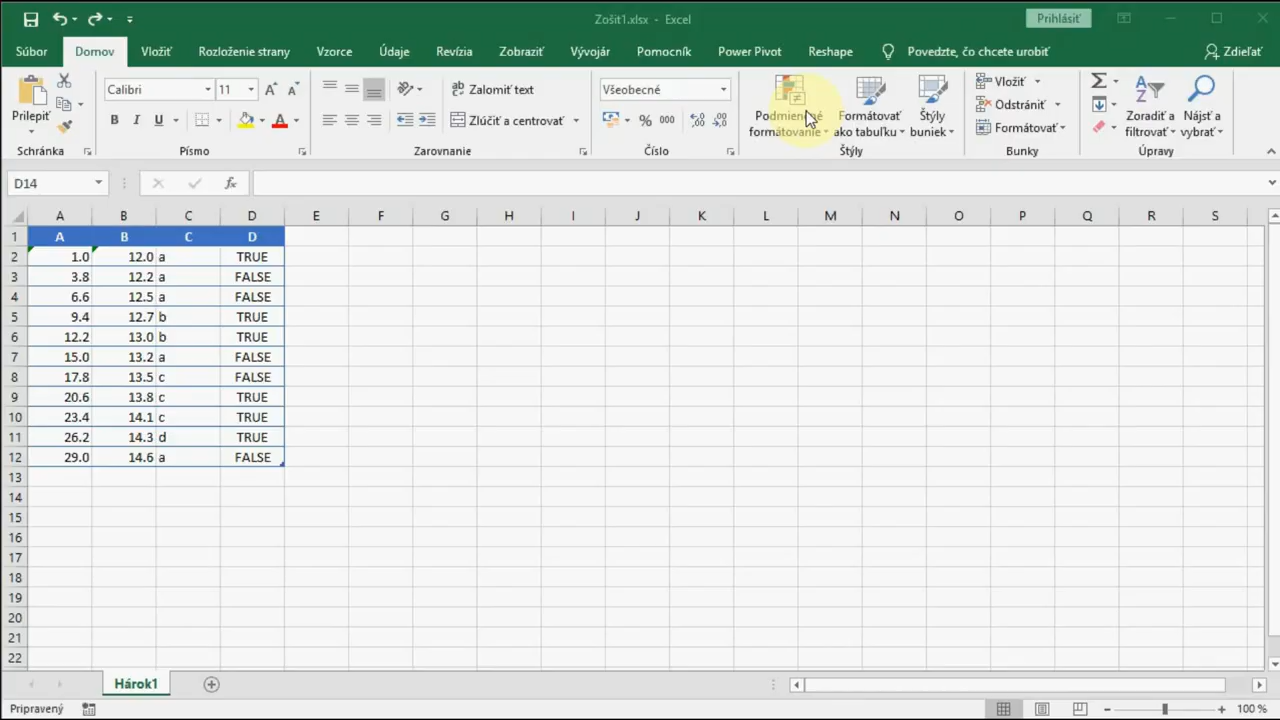 Zošit1.xlsx - Excel
Prihlásiť
Súbor Domov Vložiť Rozloženie strany Vzorce Údaje Revízia Zobraziť Vývojár Pomocník Power Pivot Reshape Povedzte, čo chcete urobiť Zdieľať
Prilepiť
Calibri 11
B I U A
Zalomiť text
Zlúčiť a centrovať
Všeobecné
% 000
Podmienené formátovanie
Formátovať ako tabuľku
Štýly buniek
Vložiť
Odstrániť
Formátovať
Zoradiť a filtrovať
Nájsť a vybrať
Schránka Písmo Zarovnanie Číslo Štýly Bunky Úpravy
D14 fx
A B C D E F G H I J K L M N O P Q R S
1 A B C D
2 1.0 12.0 a TRUE
3 3.8 12.2 a FALSE
4 6.6 12.5 a FALSE
5 9.4 12.7 b TRUE
6 12.2 13.0 b TRUE
7 15.0 13.2 a FALSE
8 17.8 13.5 c FALSE
9 20.6 13.8 c TRUE
10 23.4 14.1 c TRUE
11 26.2 14.3 d TRUE
12 29.0 14.6 a FALSE
13
14
15
16
17
18
19
20
21
22
Hárok1
Pripravený
100 %